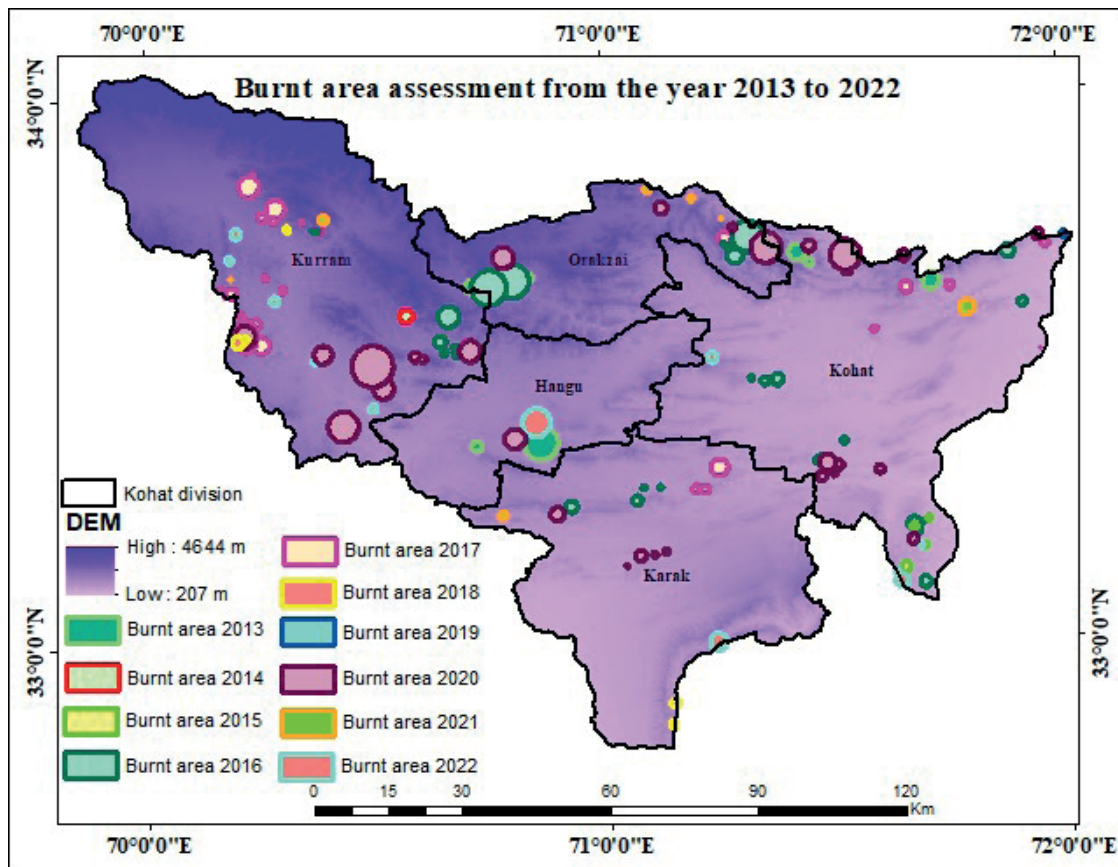 70°0'0"E 71°0'0"E 72°0'0"E
Burnt area assessment from the year 2013 to 2022
34°0'0"N
34°0'0"N
Kurram
Orakzai
Hangu
Kohat
Karak
Kohat division
DEM
High : 4644 m
Low : 207 m
Burnt area 2013
Burnt area 2014
Burnt area 2015
Burnt area 2016
Burnt area 2017
Burnt area 2018
Burnt area 2019
Burnt area 2020
Burnt area 2021
Burnt area 2022
33°0'0"N
33°0'0"N
0 15 30 60 90 120
Km
70°0'0"E 71°0'0"E 72°0'0"E